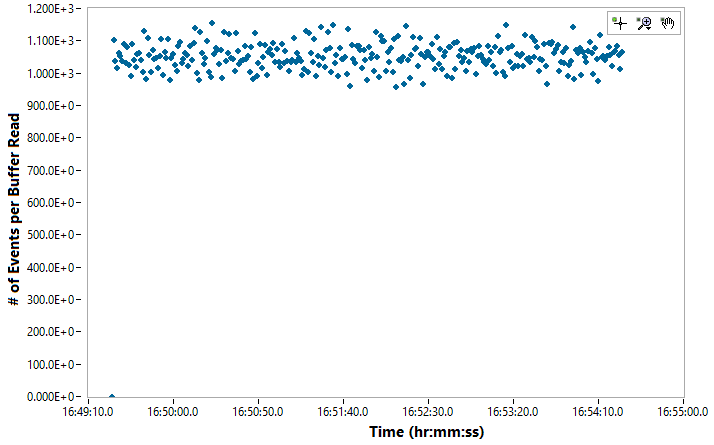 1.200E+3
1.100E+3
1.000E+3
900.0E+0
800.0E+0
700.0E+0
600.0E+0
500.0E+0
400.0E+0
300.0E+0
200.0E+0
100.0E+0
0.000E+0
# of Events per Buffer Read
16:49:10.0 16:50:00.0 16:50:50.0 16:51:40.0 16:52:30.0 16:53:20.0 16:54:10.0 16:55:00.0
Time (hr:mm:ss)